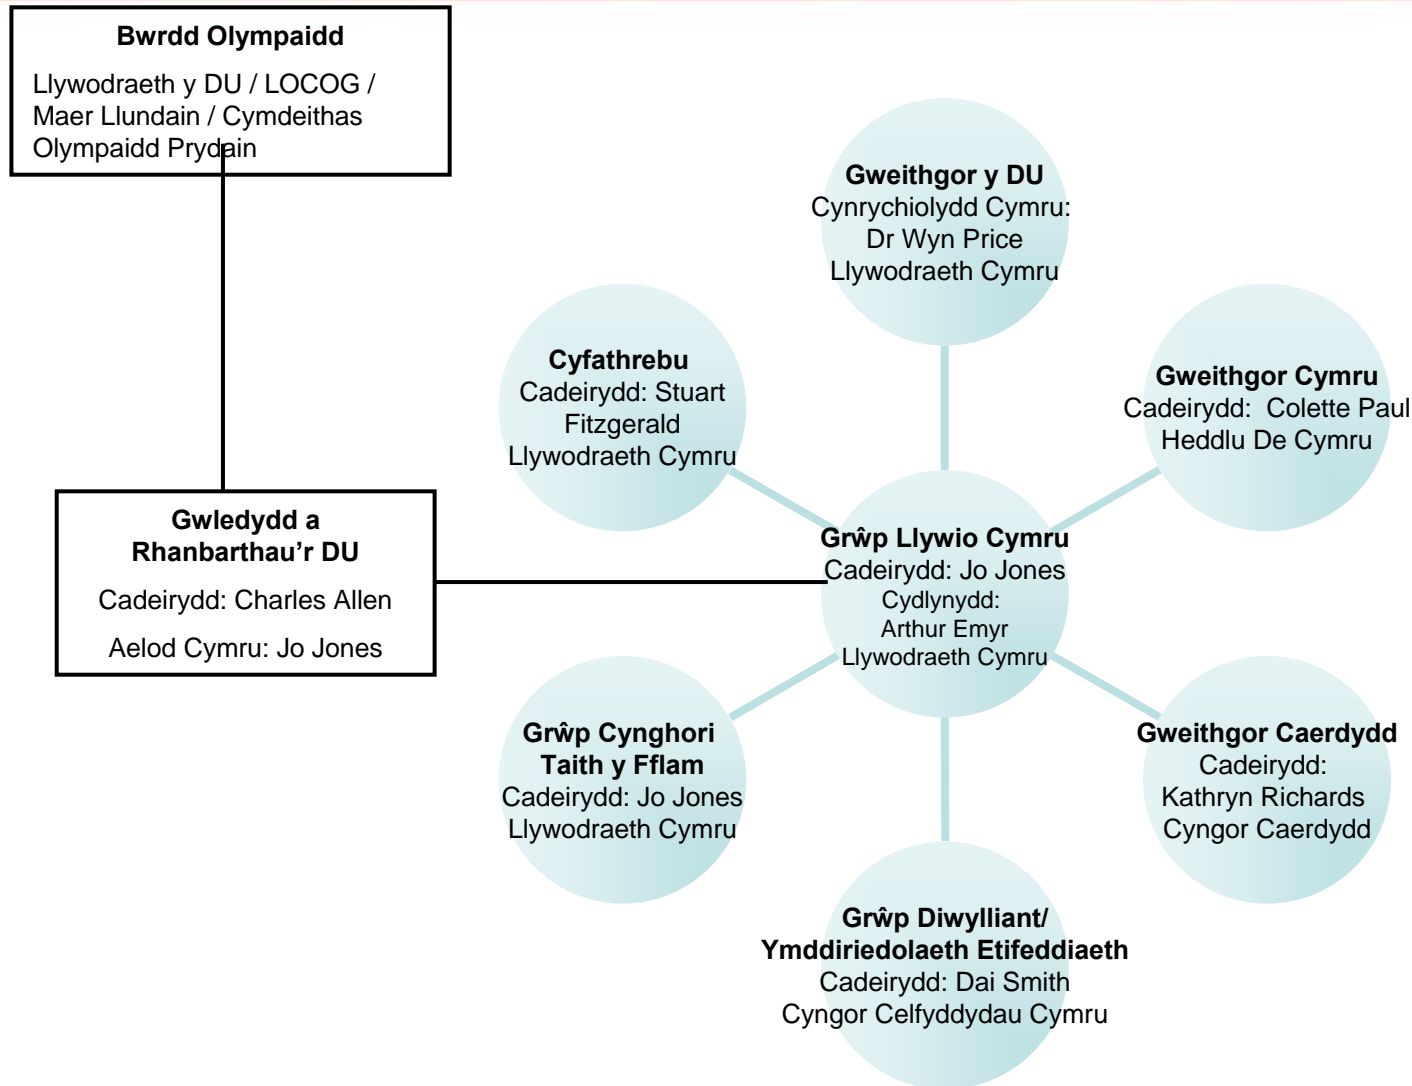 Bwrdd Olympaidd
Llywodraeth y DU / LOCOG /
Maer Llundain / Cymdeithas
Olympaidd Prydain
Gweithgor y DU
Cynrychiolydd Cymru:
Dr Wyn Price
Llywodraeth Cymru
Cyfathrebu
Cadeirydd: Stuart
Fitzgerald
Llywodraeth Cymru
Gweithgor Cymru
Cadeirydd:  Colette Paul
Heddlu De Cymru
Gwledydd a
Rhanbarthau’r DU
Cadeirydd: Charles Allen
Aelod Cymru: Jo Jones
Grŵp Llywio Cymru
Cadeirydd: Jo Jones
Cydlynydd:
Arthur Emyr
Llywodraeth Cymru
Grŵp Cynghori
Taith y Fflam
Cadeirydd: Jo Jones
Llywodraeth Cymru
Gweithgor Caerdydd
Cadeirydd:
Kathryn Richards
Cyngor Caerdydd
Grŵp Diwylliant/
Ymddiriedolaeth Etifeddiaeth
Cadeirydd: Dai Smith
Cyngor Celfyddydau Cymru